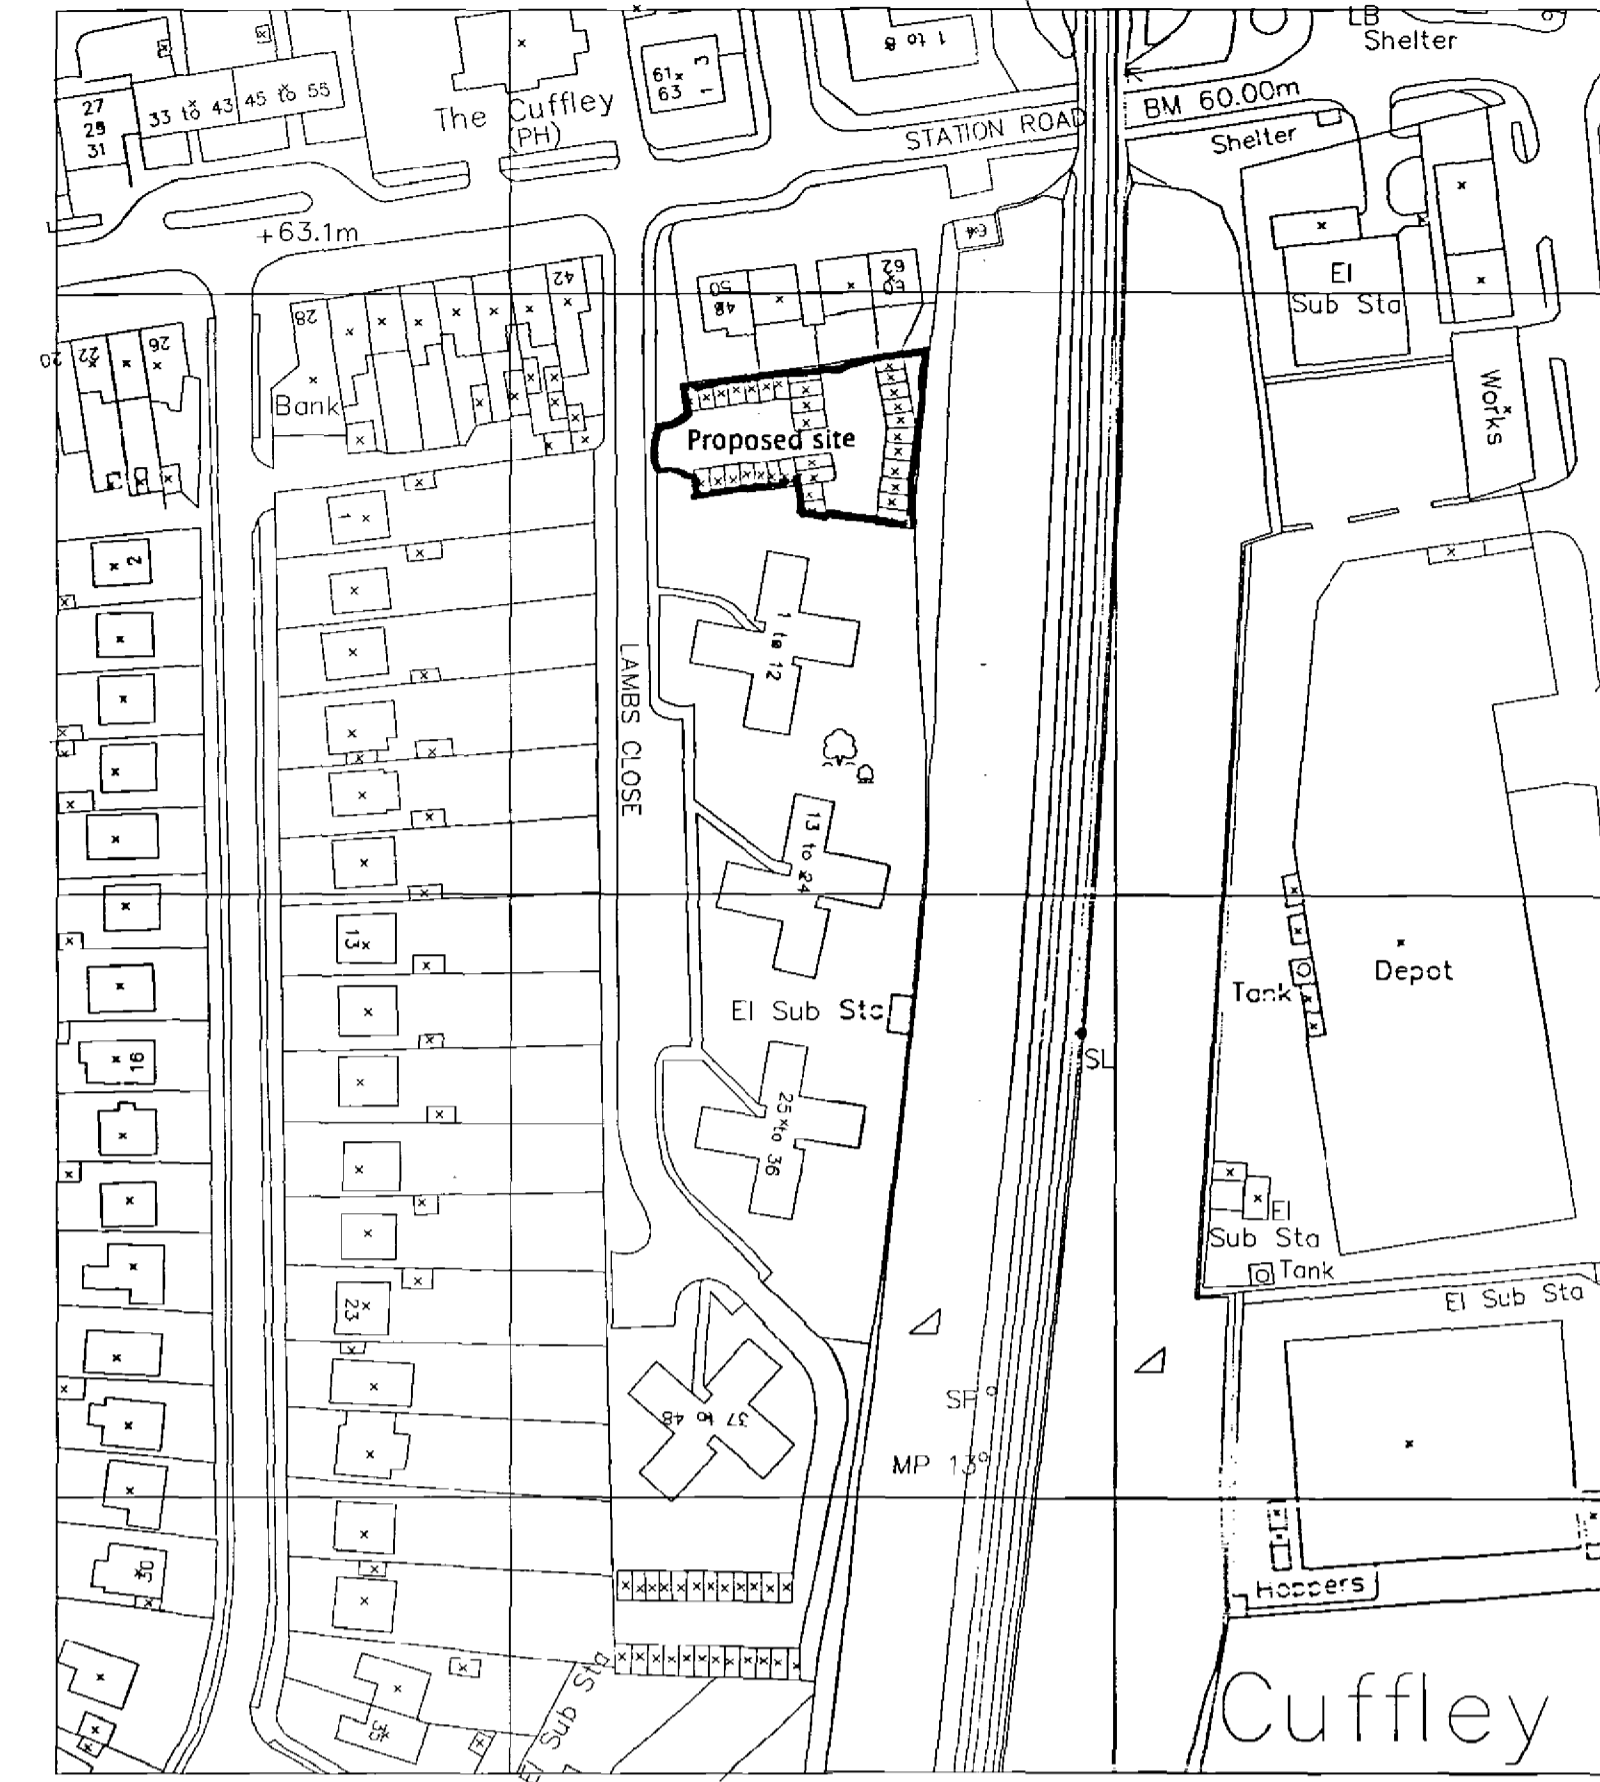 LB
Shelter
1 to 8
61
63
1
3
27
29
31
33 to 43
45 to 55
The Cuffley
(PH)
STATION ROAD
BM 60.00m
Shelter
+63.1m
64
42
62
60
50
48
28
El
Sub Sta
20
22
26
Bank
Works
Proposed site
1
2
1 to 12
LAMBS CLOSE
13 to 24
13
Depot
Tank
El Sub Sta
SL
16
25 to 36
El
Sub Sta
Tank
El Sub Sta
23
SP
37 to 48
MP 13
30
Hoppers
El Sub Sta
35
Cuffley